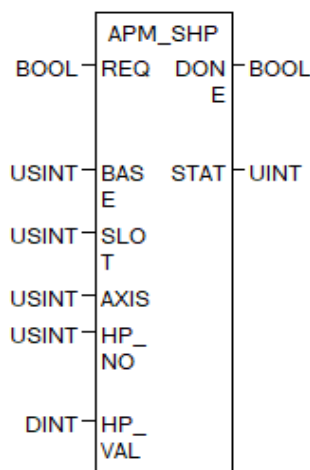 APM_SHP
BOOL REQ DON BOOL
E
USINT BAS STAT UINT
E
USINT SLO
T
USINT AXIS
USINT HP_
NO
DINT HP_
VAL